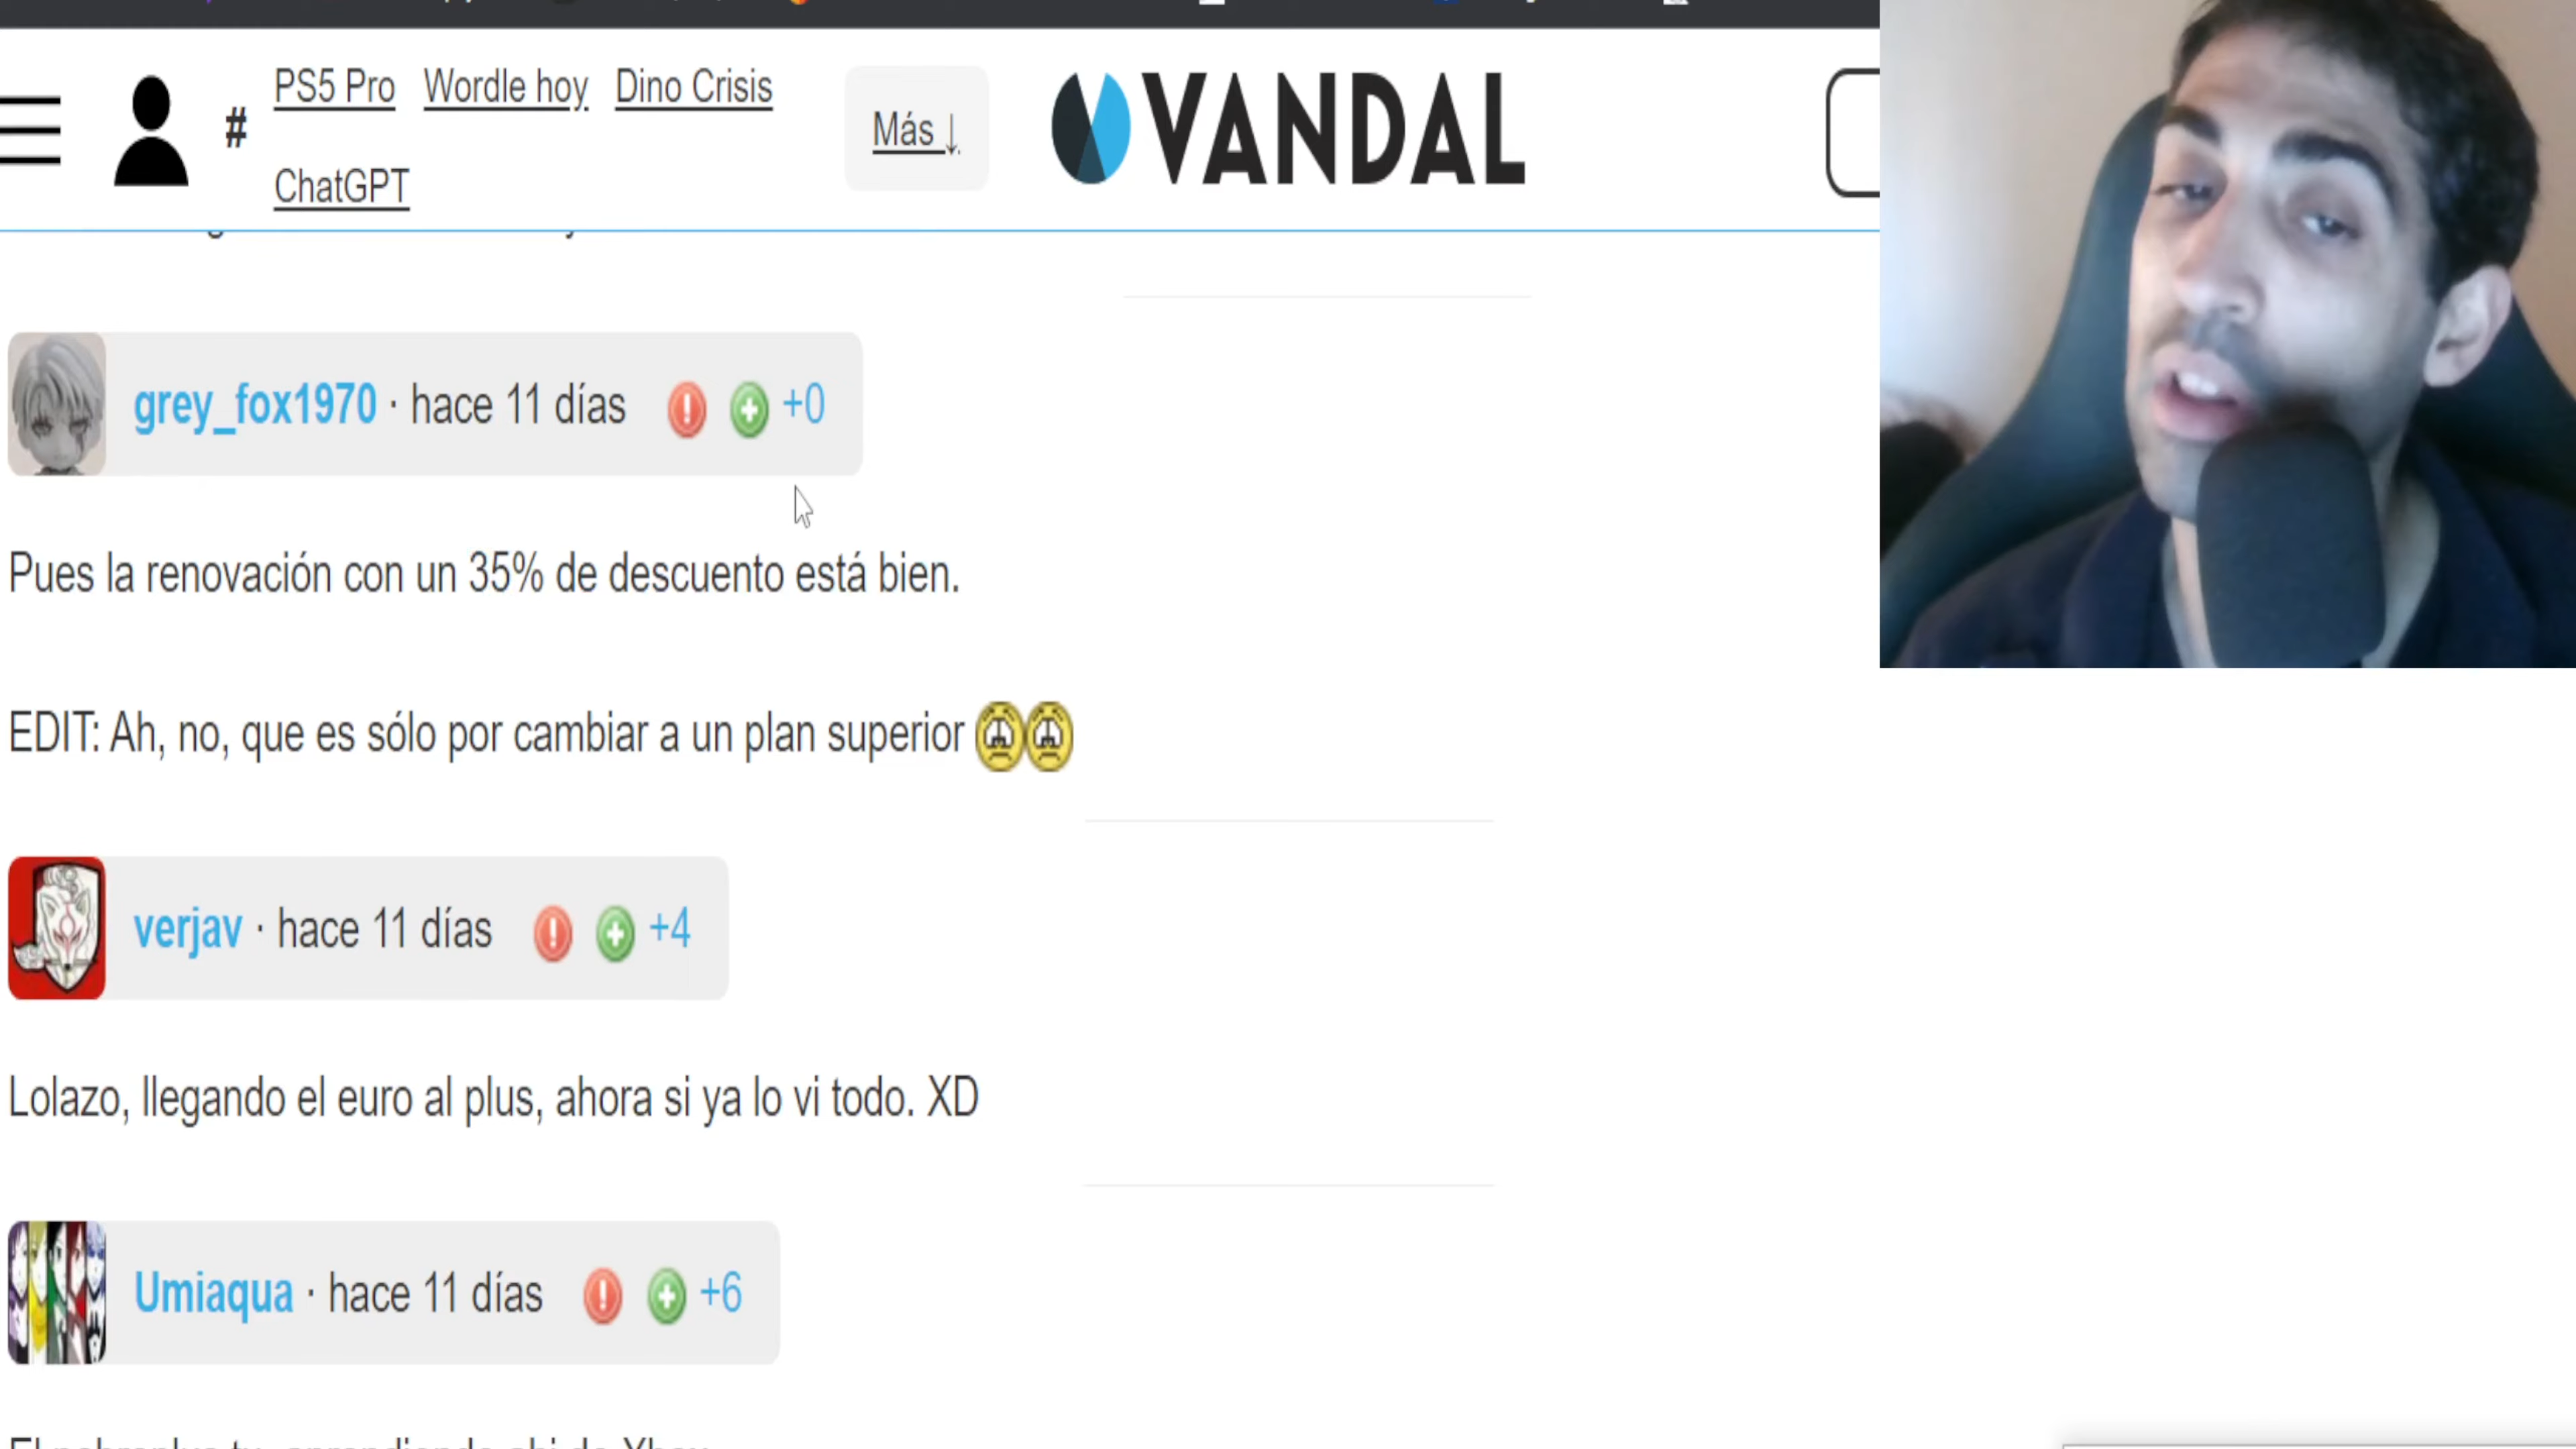 # PS5 Pro Wordle hoy Dino Crisis
ChatGPT
Más ↓
VANDAL
grey_fox1970 · hace 11 días +0
Pues la renovación con un 35% de descuento está bien.
EDIT: Ah, no, que es sólo por cambiar a un plan superior
verjav · hace 11 días +4
Lolazo, llegando el euro al plus, ahora si ya lo vi todo. XD
Umiaqua · hace 11 días +6